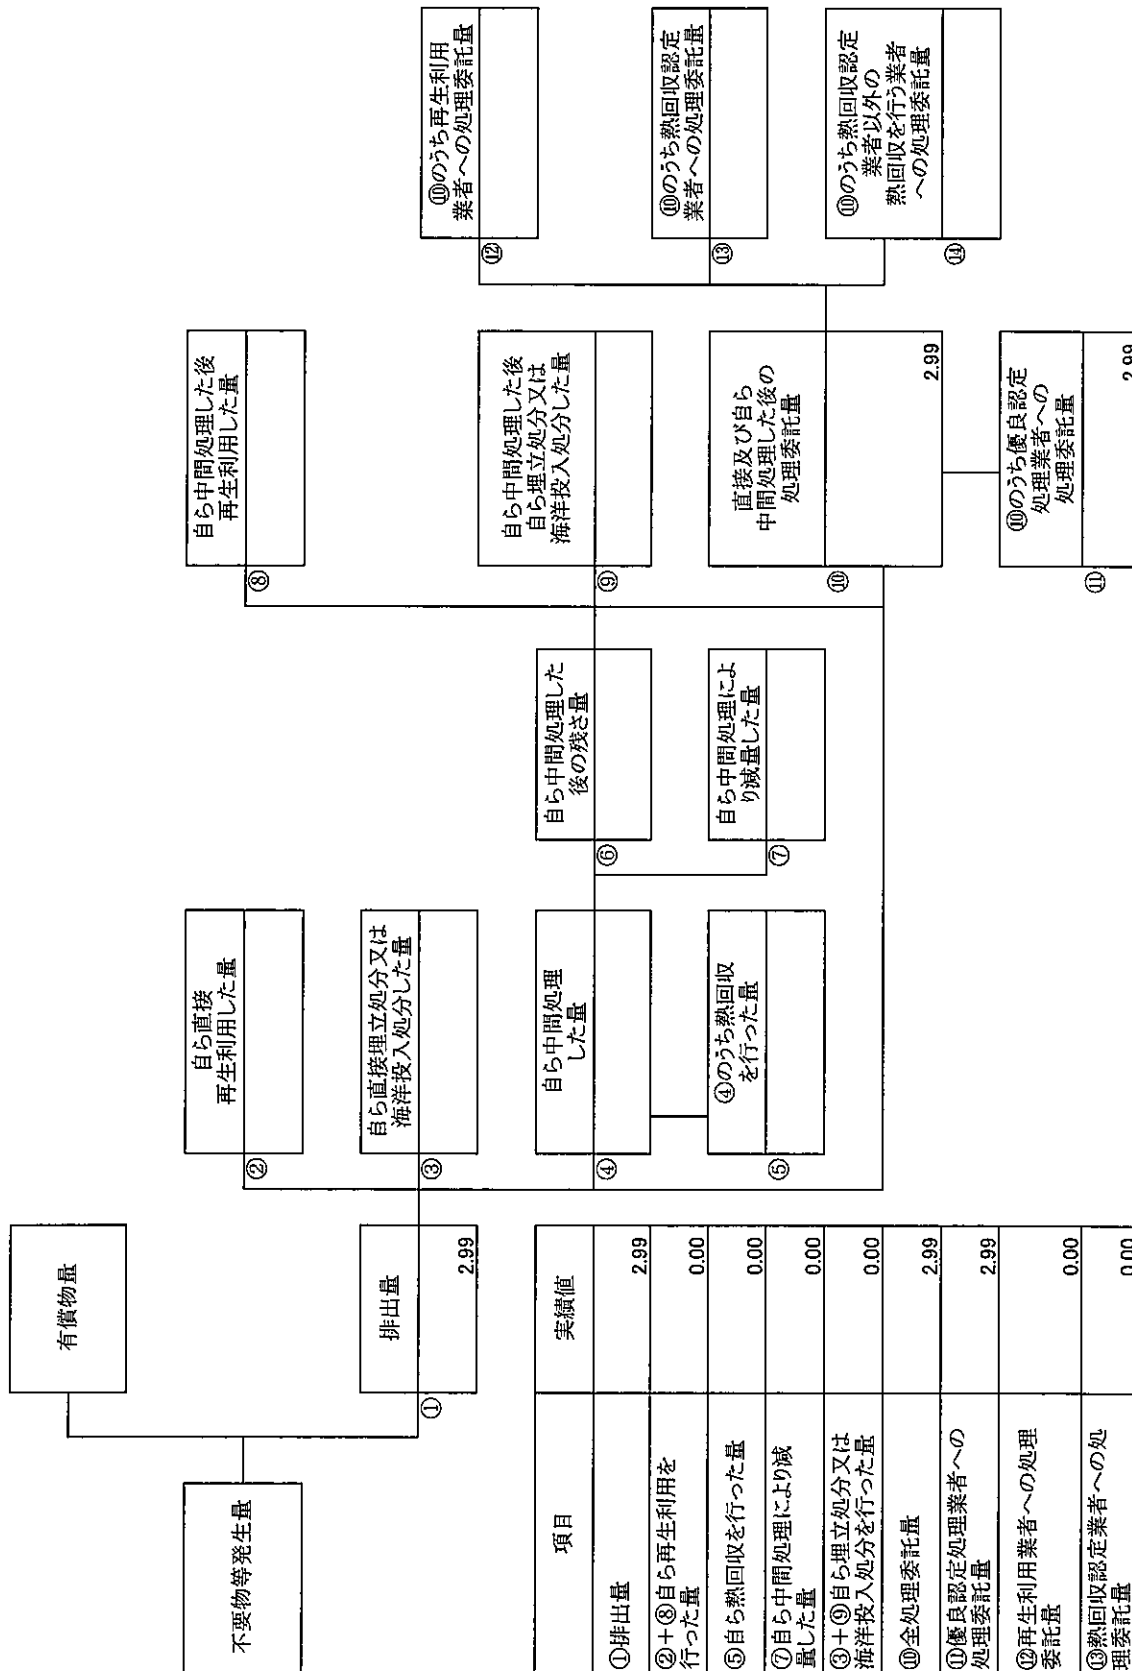 不要物等発生量
有償物量
排出量
①
2.99
自ら直接
再生利用した量
②
自ら直接埋立処分又は
海洋投入処分した量
③
自ら中間処理
した量
④
④のうち熱回収
を行った量
⑤
自ら中間処理した
後の残さ量
⑥
自ら中間処理によ
り減量した量
⑦
自ら中間処理した後
再生利用した量
⑧
自ら中間処理した後
自ら埋立処分又は
海洋投入処分した量
⑨
直接及び自ら
中間処理した後の
処理委託量
⑩
2.99
⑩のうち優良認定
処理業者への
処理委託量
⑪
2.99
⑩のうち再生利用
業者への処理委託量
⑫
⑩のうち熱回収認定
業者への処理委託量
⑬
⑩のうち熱回収認定
業者以外の
熱回収を行う業者
への処理委託量
⑭
項目 実績値
①排出量 2.99
②+⑧自ら再生利用を
行った量 0.00
⑤自ら熱回収を行った量 0.00
⑦自ら中間処理により減
量した量 0.00
③+⑨自ら埋立処分又は
海洋投入処分を行った量 0.00
⑩全処理委託量 2.99
⑪優良認定処理業者への
処理委託量 2.99
⑫再生利用業者への処理
委託量 0.00
⑬熱回収認定業者への処
理委託量 0.00